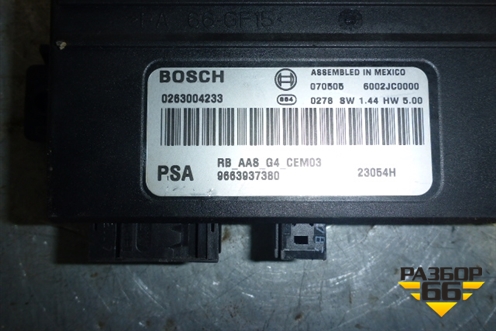 BOSCH
ASSEMBLED IN MEXICO
070505 6002JC0000
0263004233
0276 SW 1.44 HW 5.00
PSA
RB_AAS_G4_CEM03
9663937380
23054H
РАЗБОР
66